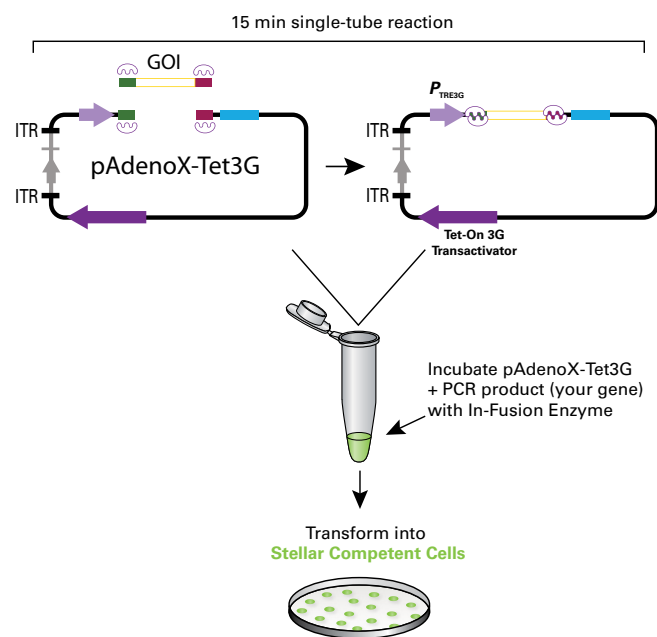 15 min single-tube reaction
GOI
P TRE3G
ITR
ITR
pAdenoX-Tet3G
ITR
ITR
Tet-On 3G
Transactivator
Incubate pAdenoX-Tet3G
+ PCR product (your gene)
with In-Fusion Enzyme
Transform into
Stellar Competent Cells